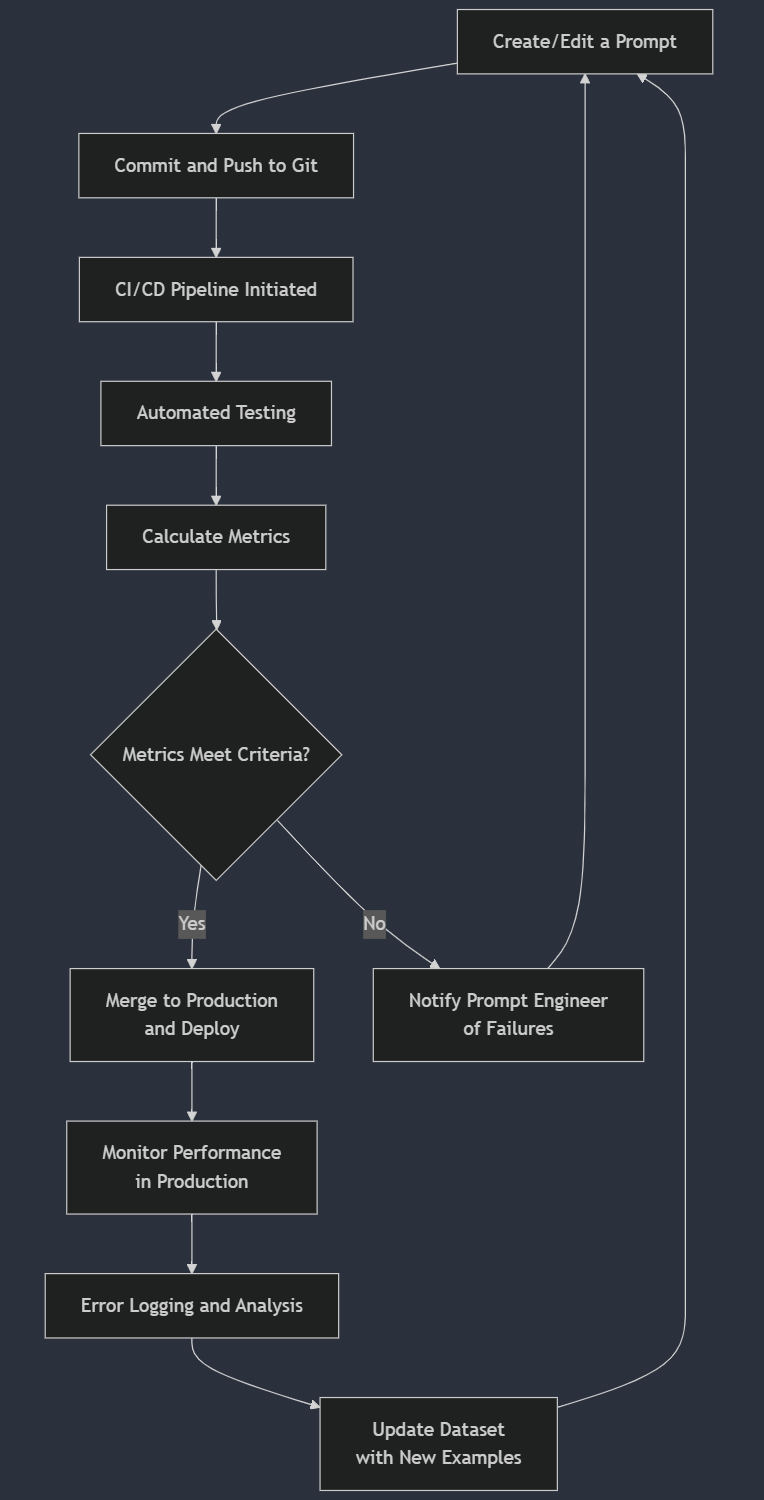 Create/Edit a Prompt
Commit and Push to Git
CI/CD Pipeline Initiated
Automated Testing
Calculate Metrics
Metrics Meet Criteria?
Yes
No
Merge to Production
and Deploy
Notify Prompt Engineer
of Failures
Monitor Performance
in Production
Error Logging and Analysis
Update Dataset
with New Examples